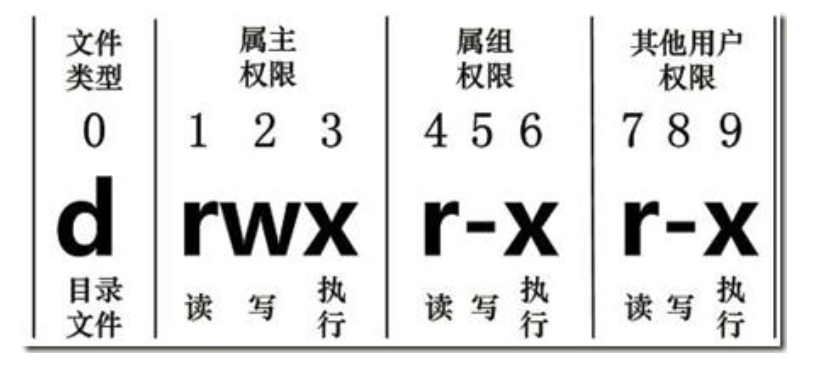 文件 属主 属组 其他用户
类型 权限 权限 权限
0 1 2 3 4 5 6 7 8 9
d rwx r-x r-x
目录 读 写 执 读 写 执 读 写 执
文件 行 行 行